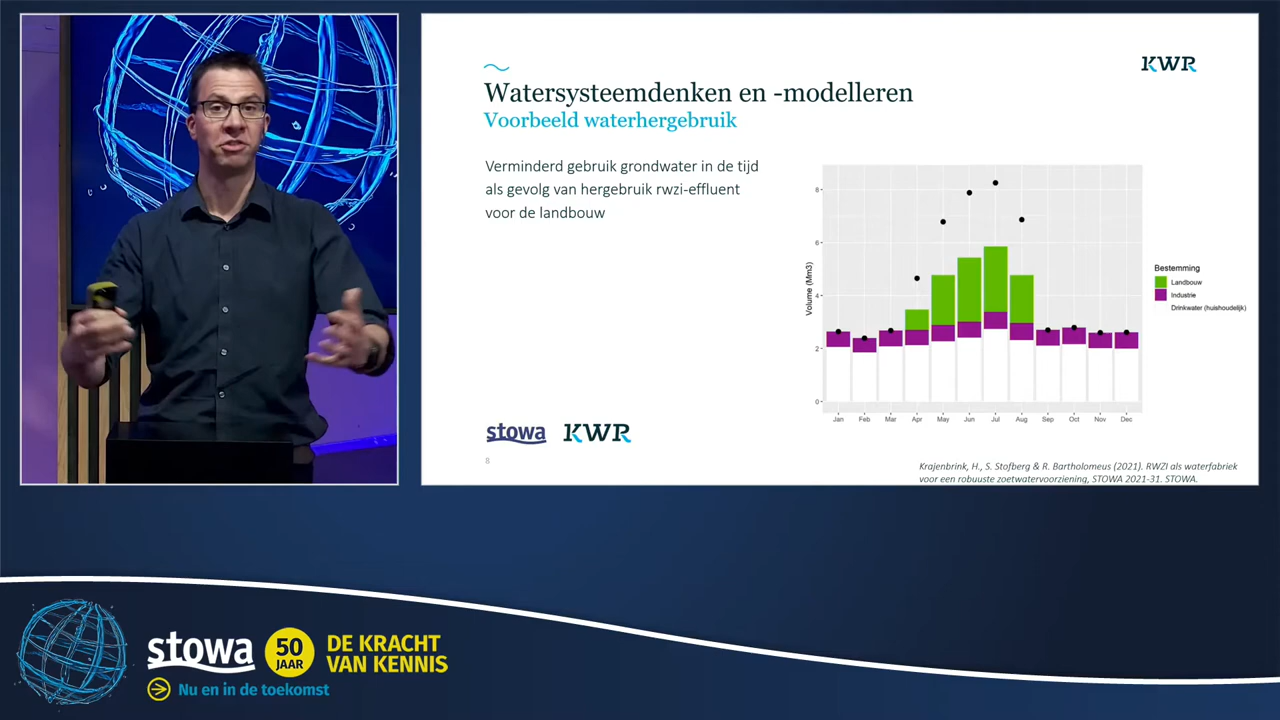 KWR
Watersysteemdenken en -modelleren
Voorbeeld waterhergebruik
Verminderd gebruik grondwater in de tijd
als gevolg van hergebruik rwzi-effluent
voor de landbouw
Volume (Mm3)
8
6
4
2
0
Jan Feb Mar Apr May Jun Jul Aug Sep Oct Nov Dec
Bestemming
Landbouw
Industrie
Drinkwater (huishoudelijk)
stowa KWR
8
Krajenbrink, H., S. Stofberg & R. Bartholomeus (2021). RWZI als waterfabriek
voor een robuuste zoetwatervoorziening, STOWA 2021-31. STOWA.
stowa
50
JAAR
DE KRACHT
VAN KENNIS
Nu en in de toekomst